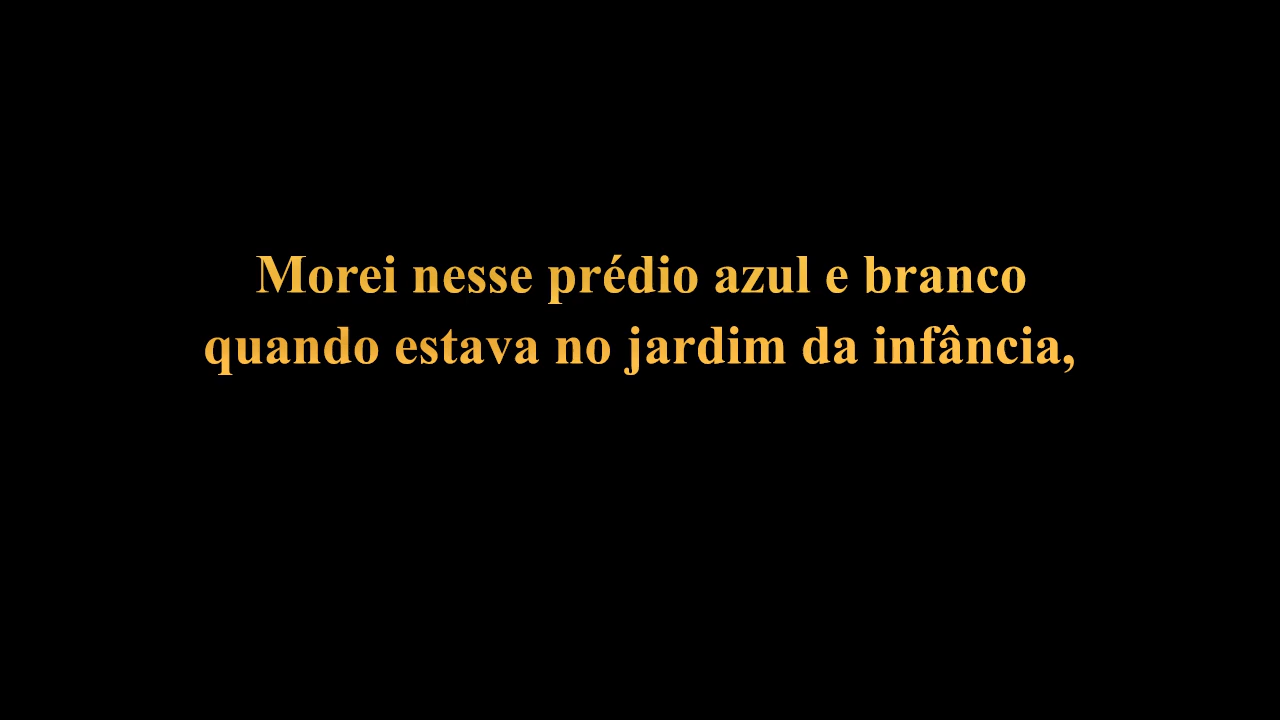 Morei nesse prédio azul e branco
quando estava no jardim da infância,